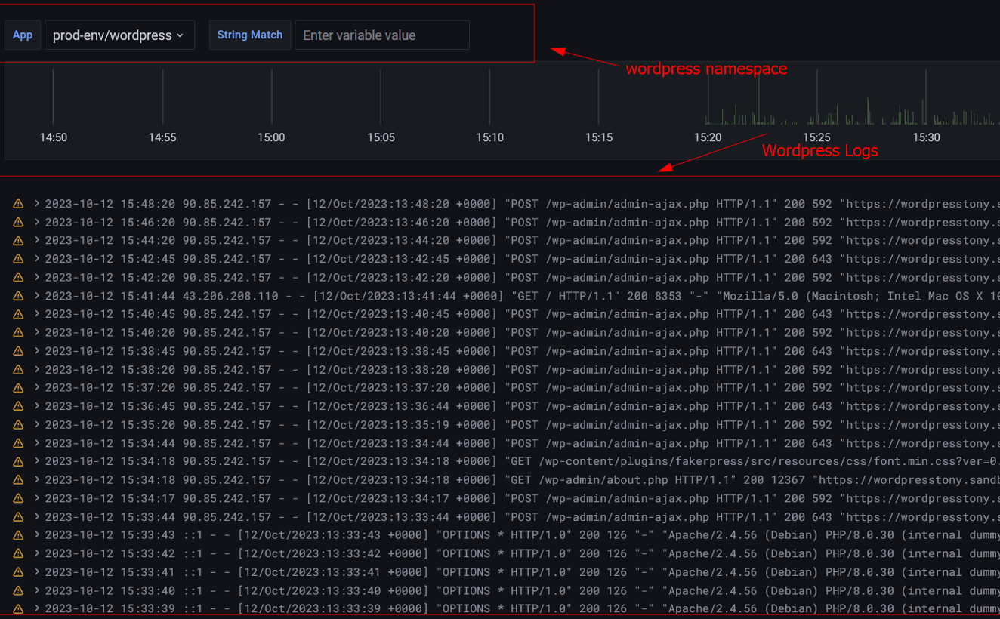 App prod-env/wordpress String Match Enter variable value
wordpress namespace
14:50 14:55 15:00 15:05 15:10 15:15 15:20 15:25 15:30
Wordpress Logs
2023-10-12 15:48:20 90.85.242.157 - - [12/Oct/2023:13:48:20 +0000] "POST /wp-admin/admin-ajax.php HTTP/1.1" 200 592 "https://wordpresstony.s
2023-10-12 15:46:20 90.85.242.157 - - [12/Oct/2023:13:46:20 +0000] "POST /wp-admin/admin-ajax.php HTTP/1.1" 200 592 "https://wordpresstony.s
2023-10-12 15:44:20 90.85.242.157 - - [12/Oct/2023:13:44:20 +0000] "POST /wp-admin/admin-ajax.php HTTP/1.1" 200 592 "https://wordpresstony.s
2023-10-12 15:42:45 90.85.242.157 - - [12/Oct/2023:13:42:45 +0000] "POST /wp-admin/admin-ajax.php HTTP/1.1" 200 643 "https://wordpresstony.s
2023-10-12 15:42:20 90.85.242.157 - - [12/Oct/2023:13:42:20 +0000] "POST /wp-admin/admin-ajax.php HTTP/1.1" 200 592 "https://wordpresstony.s
2023-10-12 15:41:44 43.206.208.110 - - [12/Oct/2023:13:41:44 +0000] "GET / HTTP/1.1" 200 8353 "-" "Mozilla/5.0 (Macintosh; Intel Mac OS X 10
2023-10-12 15:40:45 90.85.242.157 - - [12/Oct/2023:13:40:45 +0000] "POST /wp-admin/admin-ajax.php HTTP/1.1" 200 643 "https://wordpresstony.s
2023-10-12 15:40:20 90.85.242.157 - - [12/Oct/2023:13:40:20 +0000] "POST /wp-admin/admin-ajax.php HTTP/1.1" 200 592 "https://wordpresstony.s
2023-10-12 15:38:45 90.85.242.157 - - [12/Oct/2023:13:38:45 +0000] "POST /wp-admin/admin-ajax.php HTTP/1.1" 200 643 "https://wordpresstony.s
2023-10-12 15:38:20 90.85.242.157 - - [12/Oct/2023:13:38:20 +0000] "POST /wp-admin/admin-ajax.php HTTP/1.1" 200 592 "https://wordpresstony.s
2023-10-12 15:37:20 90.85.242.157 - - [12/Oct/2023:13:37:20 +0000] "POST /wp-admin/admin-ajax.php HTTP/1.1" 200 592 "https://wordpresstony.s
2023-10-12 15:36:45 90.85.242.157 - - [12/Oct/2023:13:36:44 +0000] "POST /wp-admin/admin-ajax.php HTTP/1.1" 200 643 "https://wordpresstony.s
2023-10-12 15:35:20 90.85.242.157 - - [12/Oct/2023:13:35:19 +0000] "POST /wp-admin/admin-ajax.php HTTP/1.1" 200 592 "https://wordpresstony.s
2023-10-12 15:34:44 90.85.242.157 - - [12/Oct/2023:13:34:44 +0000] "POST /wp-admin/admin-ajax.php HTTP/1.1" 200 643 "https://wordpresstony.s
2023-10-12 15:34:18 90.85.242.157 - - [12/Oct/2023:13:34:18 +0000] "GET /wp-content/plugins/fakerpress/src/resources/css/font.min.css?ver=0.
2023-10-12 15:34:18 90.85.242.157 - - [12/Oct/2023:13:34:18 +0000] "GET /wp-admin/about.php HTTP/1.1" 200 12367 "https://wordpresstony.sandb
2023-10-12 15:34:17 90.85.242.157 - - [12/Oct/2023:13:34:17 +0000] "POST /wp-admin/admin-ajax.php HTTP/1.1" 200 592 "https://wordpresstony.s
2023-10-12 15:33:44 90.85.242.157 - - [12/Oct/2023:13:33:44 +0000] "POST /wp-admin/admin-ajax.php HTTP/1.1" 200 643 "https://wordpresstony.s
2023-10-12 15:33:43 ::1 - - [12/Oct/2023:13:33:43 +0000] "OPTIONS * HTTP/1.0" 200 126 "-" "Apache/2.4.56 (Debian) PHP/8.0.30 (internal dummy
2023-10-12 15:33:42 ::1 - - [12/Oct/2023:13:33:42 +0000] "OPTIONS * HTTP/1.0" 200 126 "-" "Apache/2.4.56 (Debian) PHP/8.0.30 (internal dummy
2023-10-12 15:33:41 ::1 - - [12/Oct/2023:13:33:41 +0000] "OPTIONS * HTTP/1.0" 200 126 "-" "Apache/2.4.56 (Debian) PHP/8.0.30 (internal dummy
2023-10-12 15:33:40 ::1 - - [12/Oct/2023:13:33:40 +0000] "OPTIONS * HTTP/1.0" 200 126 "-" "Apache/2.4.56 (Debian) PHP/8.0.30 (internal dummy
2023-10-12 15:33:39 ::1 - - [12/Oct/2023:13:33:39 +0000] "OPTIONS * HTTP/1.0" 200 126 "-" "Apache/2.4.56 (Debian) PHP/8.0.30 (internal dummy